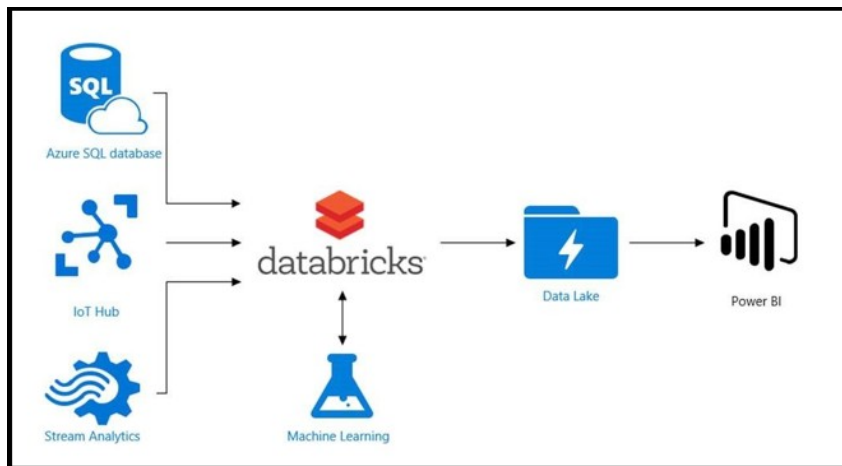 SQL
Azure SQL database
IoT Hub
Stream Analytics
databricks
Machine Learning
Data Lake
Power BI